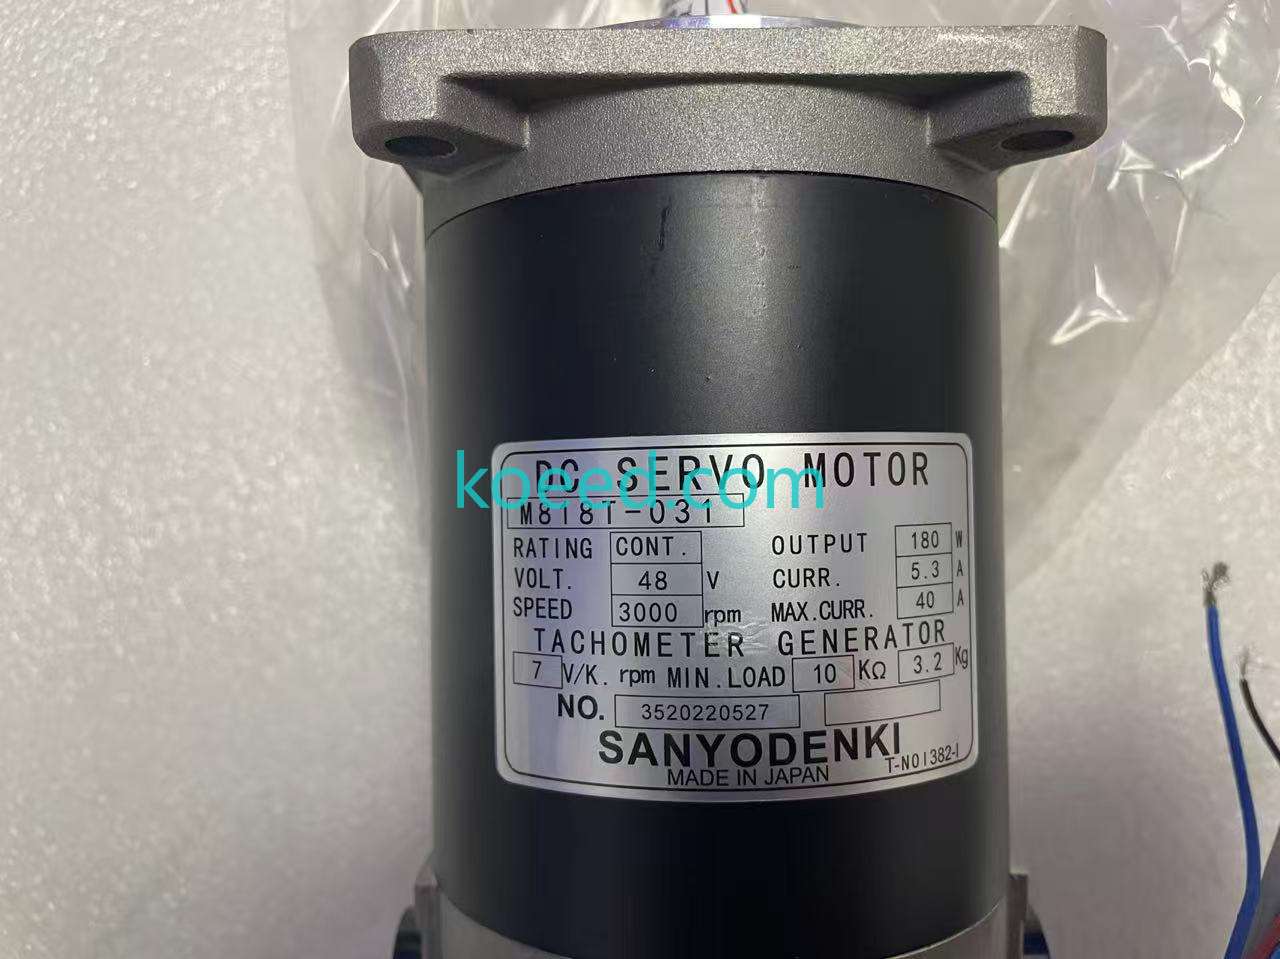 DC SERVO MOTOR
koeed.com
M818T-031
RATING CONT. OUTPUT 180 W
VOLT. 48 V CURR. 5.3 A
SPEED 3000 rpm MAX.CURR. 40 A
TACHOMETER GENERATOR
7 V/K.rpm MIN.LOAD 10 KΩ 3.2 Kg
NO. 3520220527
SANYODENKI
MADE IN JAPAN T-NO1382-1